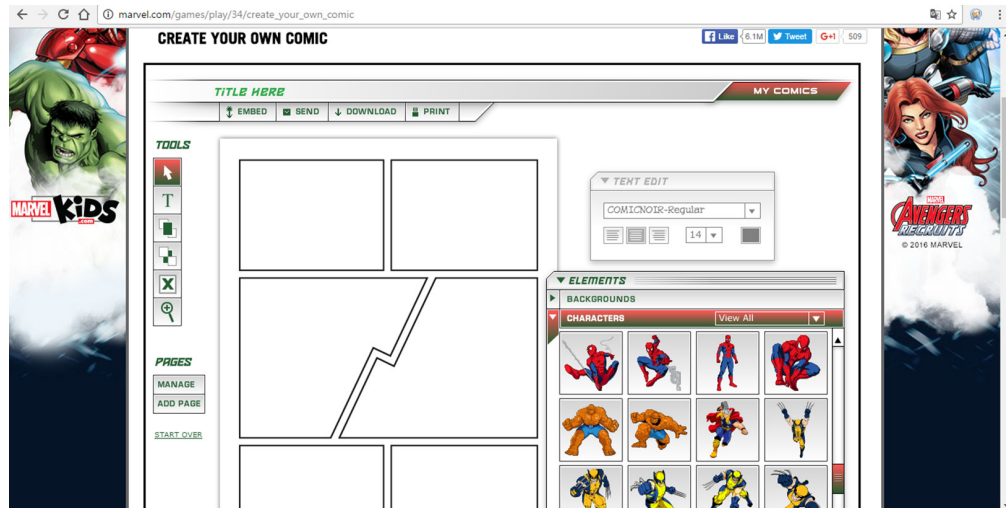 marvel.com/games/play/34/create_your_own_comic
CREATE YOUR OWN COMIC
Like 6.1M Tweet G+1 509
TITLE HERE
MY COMICS
EMBED SEND DOWNLOAD PRINT
TOOLS
T
TEXT EDIT
COMICNOIR-Regular
14
MARVEL KiDS
.com
MARVEL
AVENGERS
RECRUITS
© 2016 MARVEL
ELEMENTS
BACKGROUNDS
CHARACTERS View All
PAGES
MANAGE
ADD PAGE
START OVER